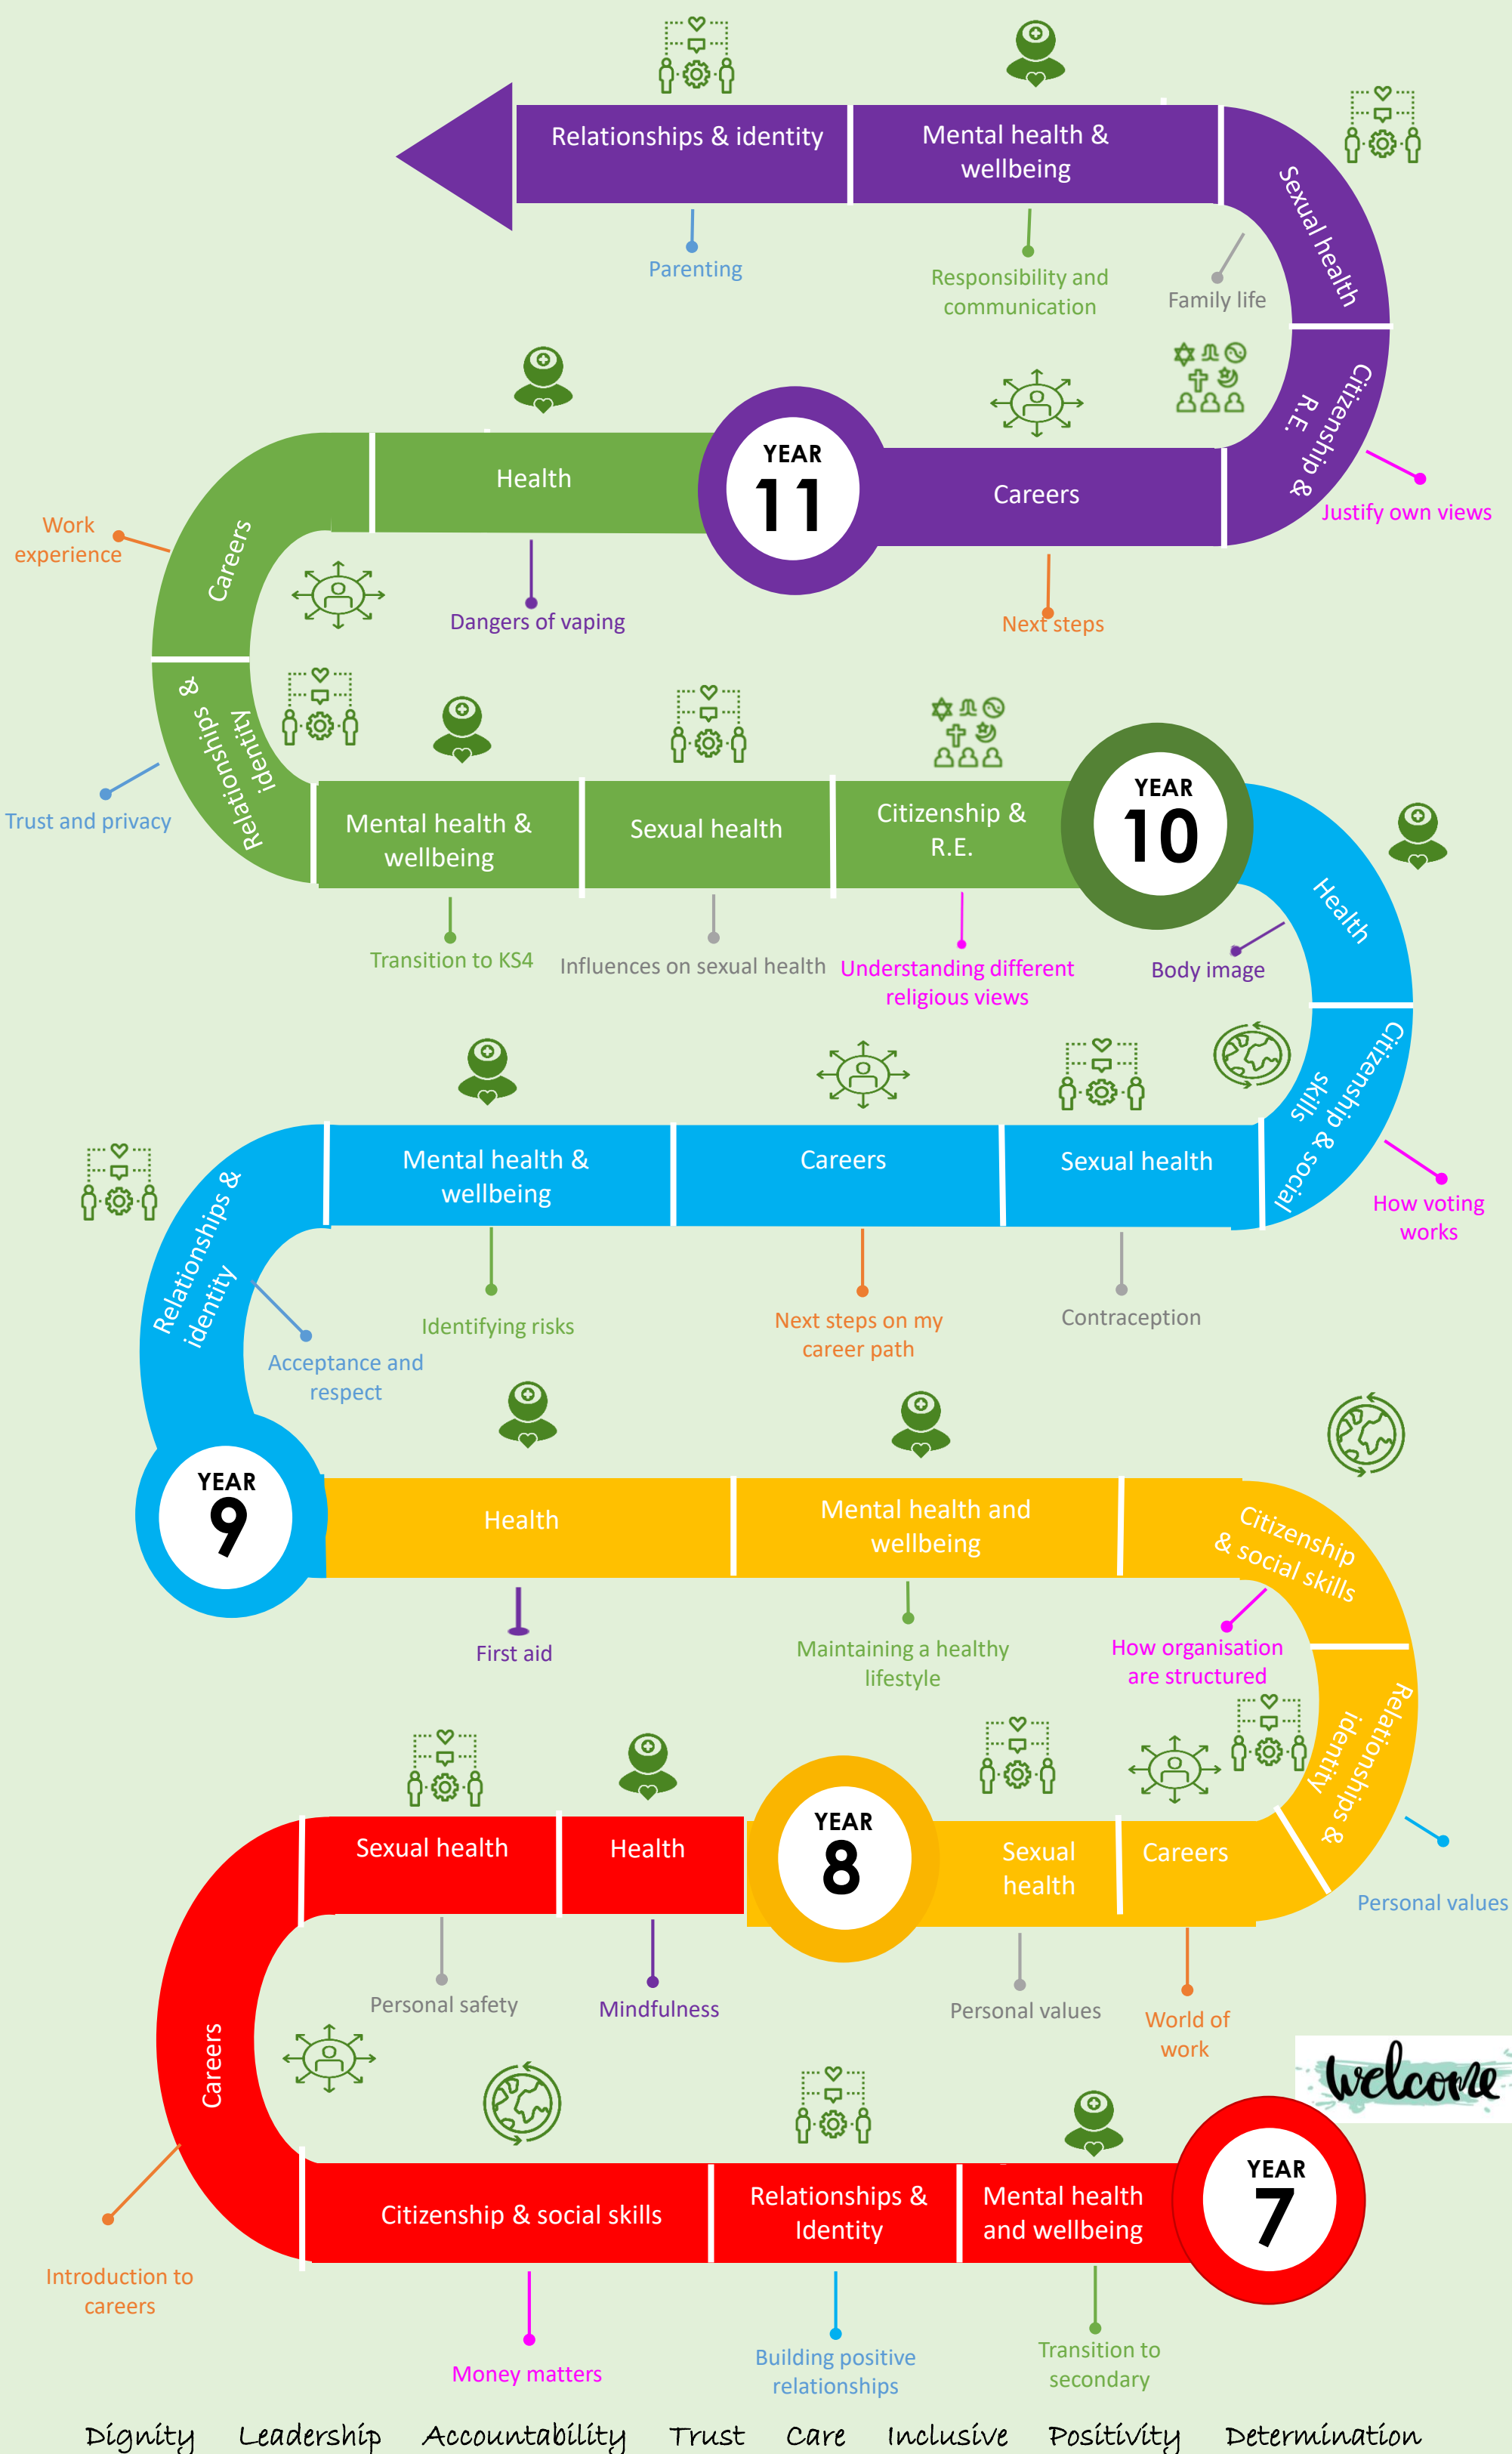 Relationships & identity
Mental health &
wellbeing
Sexual health
Parenting
Responsibility and
communication
Family life
Citizenship &
R.E.
Health
YEAR
11
Careers
Justify own views
Work
experience
Careers
Dangers of vaping
Next steps
Relationships &
identity
Trust and privacy
Mental health &
wellbeing
Sexual health
Citizenship &
R.E.
YEAR
10
Health
Transition to KS4
Influences on sexual health
Understanding different
religious views
Body image
Citizenship & social
skills
Relationships &
identity
Mental health &
wellbeing
Careers
Sexual health
How voting
works
Identifying risks
Next steps on my
career path
Contraception
Acceptance and
respect
YEAR
9
Health
Mental health and
wellbeing
Citizenship
& social skills
First aid
Maintaining a healthy
lifestyle
How organisation
are structured
Relationships &
identity
Sexual health
Health
YEAR
8
Sexual
health
Careers
Personal values
Personal safety
Mindfulness
Personal values
World of
work
Careers
welcome
Citizenship & social skills
Relationships &
Identity
Mental health
and wellbeing
YEAR
7
Introduction to
careers
Money matters
Building positive
relationships
Transition to
secondary
Dignity Leadership Accountability Trust Care Inclusive Positivity Determination